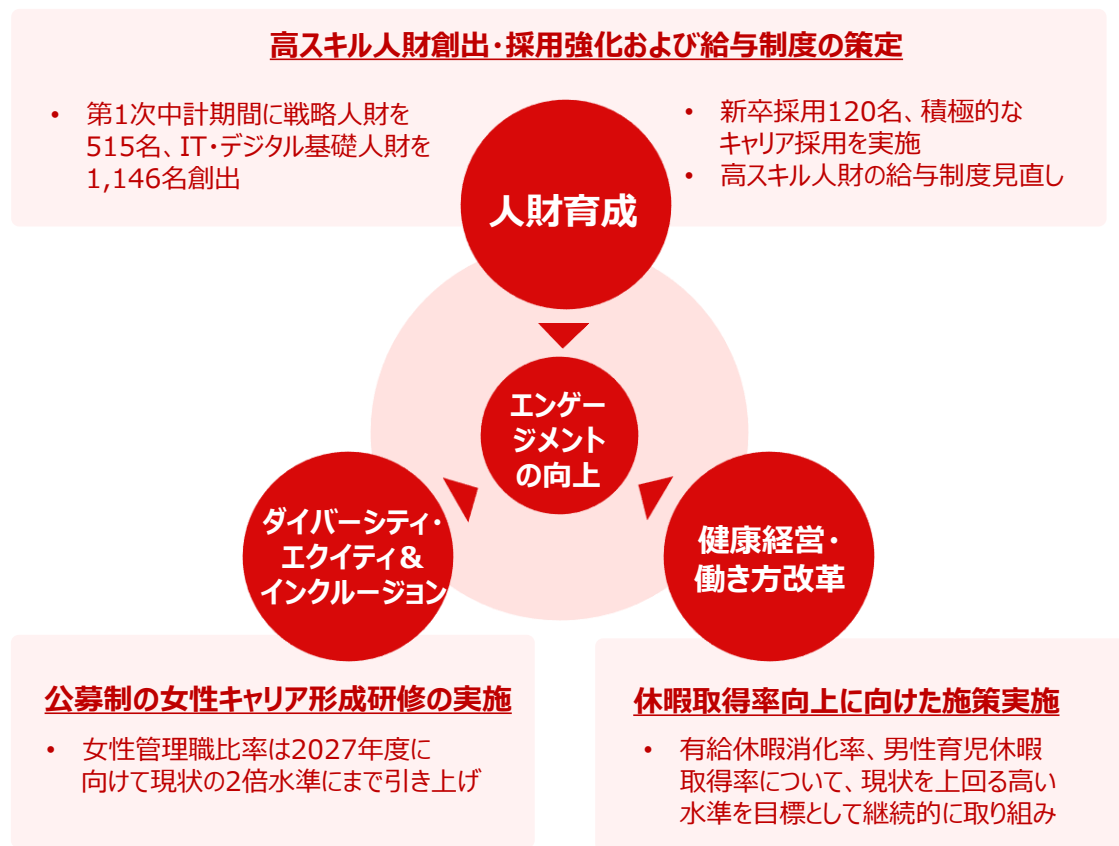 高スキル人財創出・採用強化および給与制度の策定
• 第1次中計期間に戦略人財を
515名、IT・デジタル基礎人財を
1,146名創出
• 新卒採用120名、積極的な
キャリア採用を実施
• 高スキル人財の給与制度見直し
人財育成
エンゲー
ジメント
の向上
ダイバーシティ・
エクイティ&
インクルージョン
健康経営・
働き方改革
公募制の女性キャリア形成研修の実施
• 女性管理職比率は2027年度に
向けて現状の2倍水準にまで引き上げ
休暇取得率向上に向けた施策実施
• 有給休暇消化率、男性育児休暇
取得率について、現状を上回る高い
水準を目標として継続的に取り組み